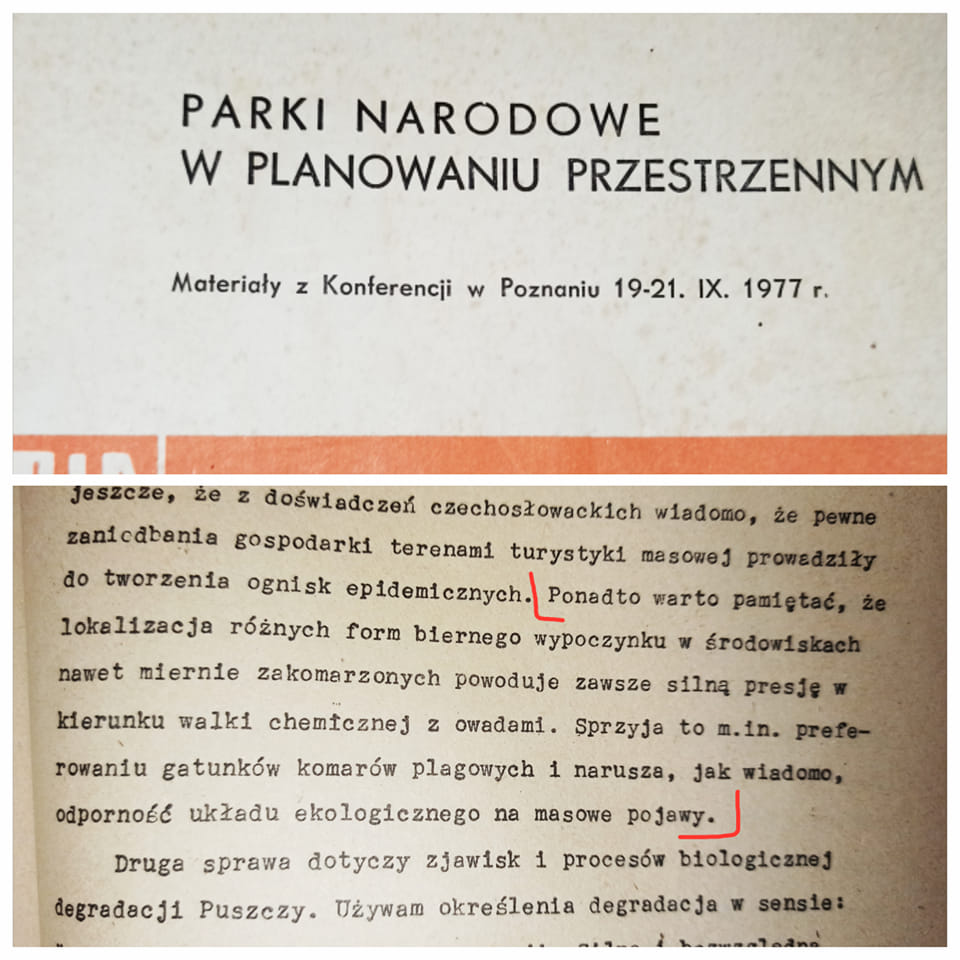 PARKI NARODOWE
W PLANOWANIU PRZESTRZENNYM
Materiały z Konferencji w Poznaniu 19-21. IX. 1977 r.
jeszcze, że z doświadczeń czechosłowackich wiadomo, że pewne
zaniedbania gospodarki terenami turystyki masowej prowadziły
do tworzenia ognisk epidemicznych. Ponadto warto pamiętać, że
lokalizacja różnych form biernego wypoczynku w środowiskach
nawet miernie zakomarzonych powoduje zawsze silną presję w
kierunku walki chemicznej z owadami. Sprzyja to m.in. prefe-
rowaniu gatunków komarów plagowych i narusza, jak wiadomo,
odporność układu ekologicznego na masowe pojawy.
Druga sprawa dotyczy zjawisk i procesów biologicznej
degradacji Puszczy. Używam określenia degradacja w sensie: